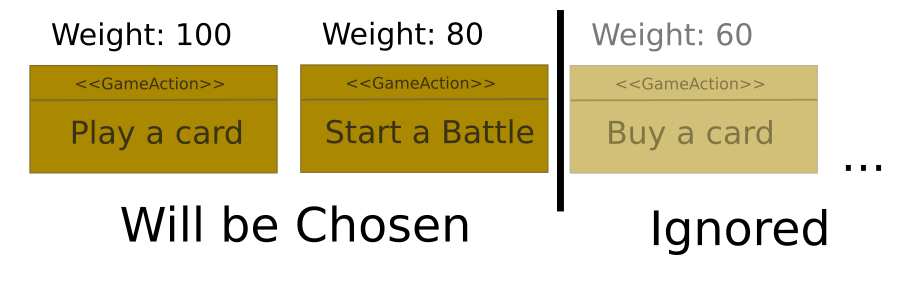 Weight: 100
Weight: 80
Weight: 60
<<GameAction>>
<<GameAction>>
<<GameAction>>
Play a card
Start a Battle
Buy a card
...
Will be Chosen
Ignored